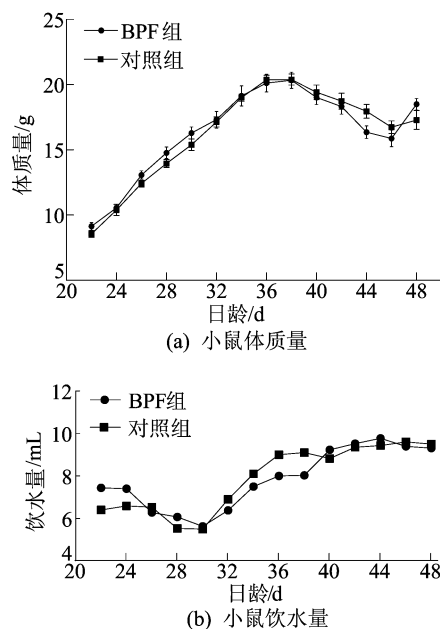 BPF组
对照组
体质量/g
25
20
15
10
5
20 24 28 32 36 40 44 48
日龄/d
(a) 小鼠体质量
BPF组
对照组
饮水量/mL
12
10
8
6
4
20 22 24 28 32 36 40 44 48
日龄/d
(b) 小鼠饮水量